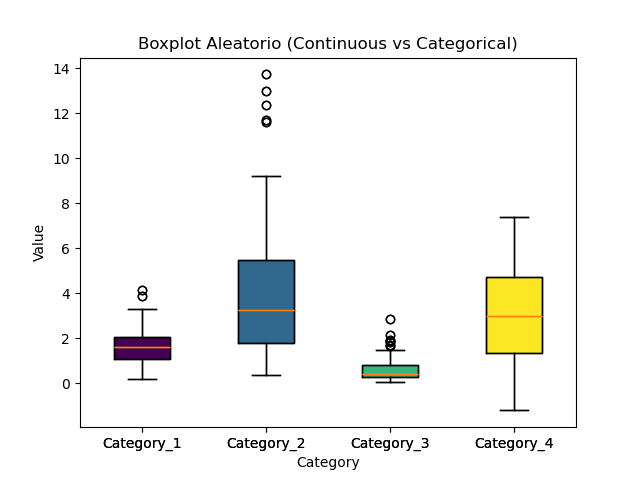 Boxplot Aleatorio (Continuous vs Categorical)
14
12
10
8
6
4
2
0
Value
Category_1 Category_2 Category_3 Category_4
Category